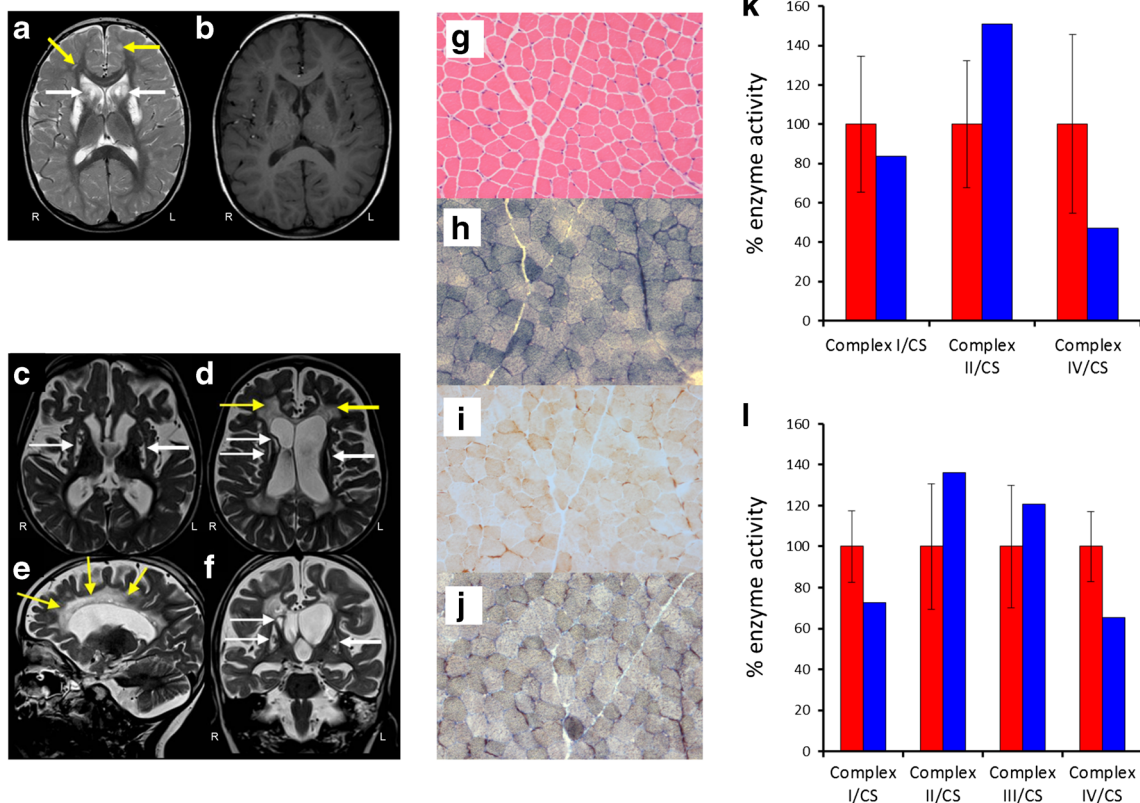 a
b
R
L
c
d
R
L
e
f
R
L
g
h
i
j
k
160
140
120
100
80
60
40
20
0
% enzyme activity
Complex I/CS
Complex
II/CS
Complex
IV/CS
l
160
140
120
100
80
60
40
20
0
% enzyme activity
Complex
I/CS
Complex
II/CS
Complex
III/CS
Complex
IV/CS